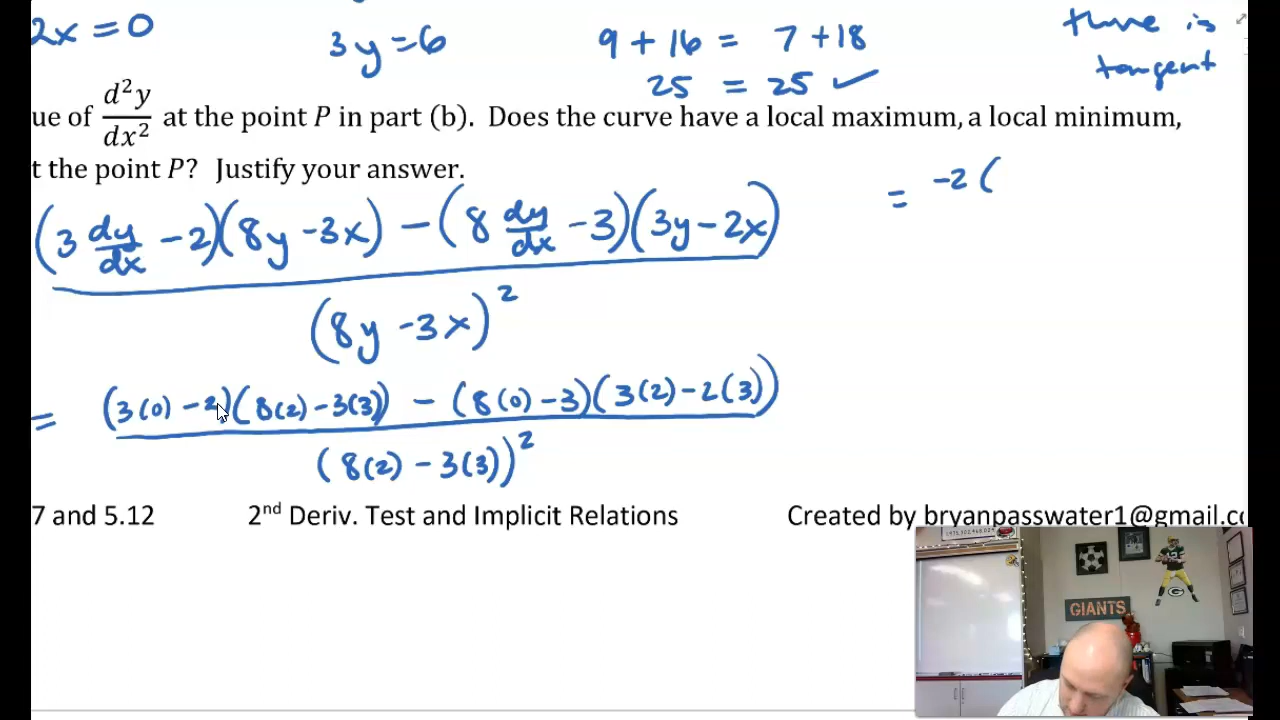 2x = 0
3y = 6
9 + 16 = 7 + 18
25 = 25 ✓
there is
tangent
ue of d²y/dx² at the point P in part (b). Does the curve have a local maximum, a local minimum,
t the point P? Justify your answer.
(3 dy/dx - 2)(8y - 3x) - (8 dy/dx - 3)(3y - 2x)
(8y - 3x)²
= -2(
= (3(0) - 2)(8(2) - 3(3)) - (8(0) - 3)(3(2) - 2(3))
(8(2) - 3(3))²
7 and 5.12 2nd Deriv. Test and Implicit Relations Created by bryanpasswater1@gmail.co
GIANTS